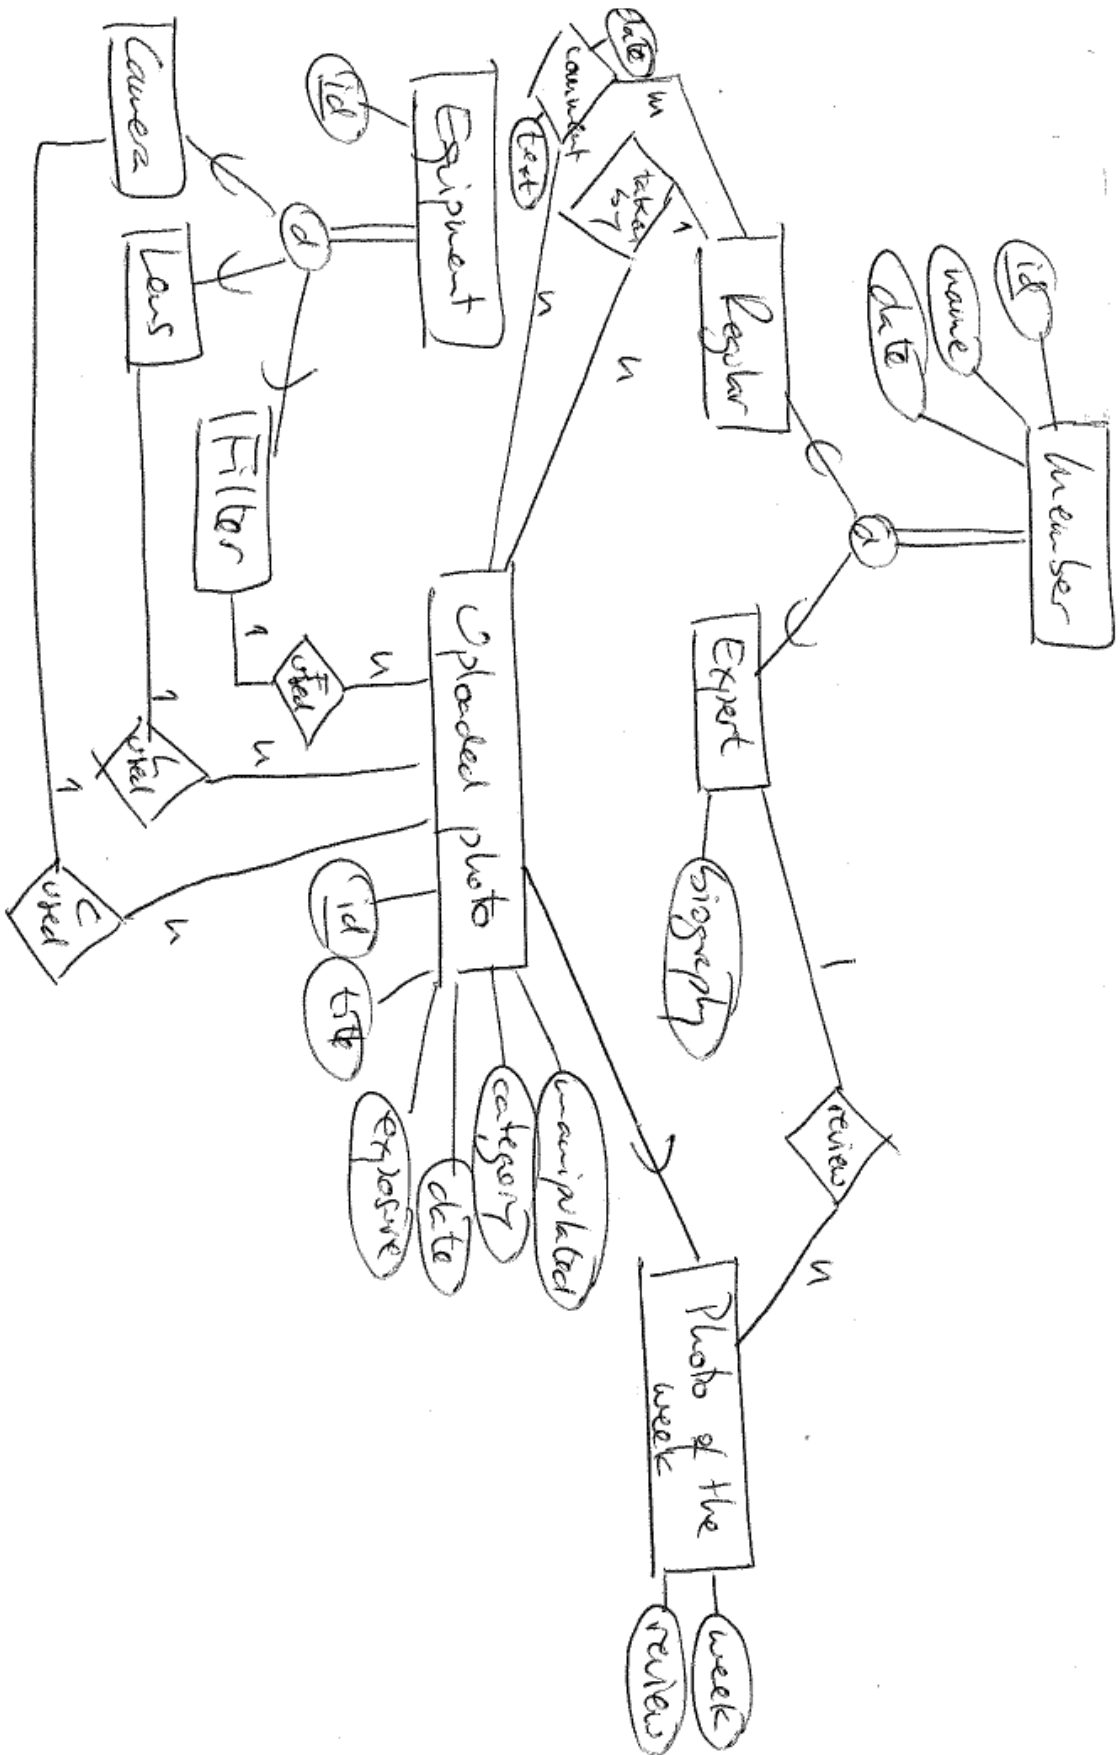 id
name
date
Member
d
Regular
Expert
biography
date
comment
text
m
n
taken
by
1
n
1
review
n
Equipment
id
d
Camera
Lens
Filter
1
F
used
n
1
L
used
n
1
C
used
n
Uploaded photo
id
title
exposure
date
category
manipulated
Photo of the
week
week
review